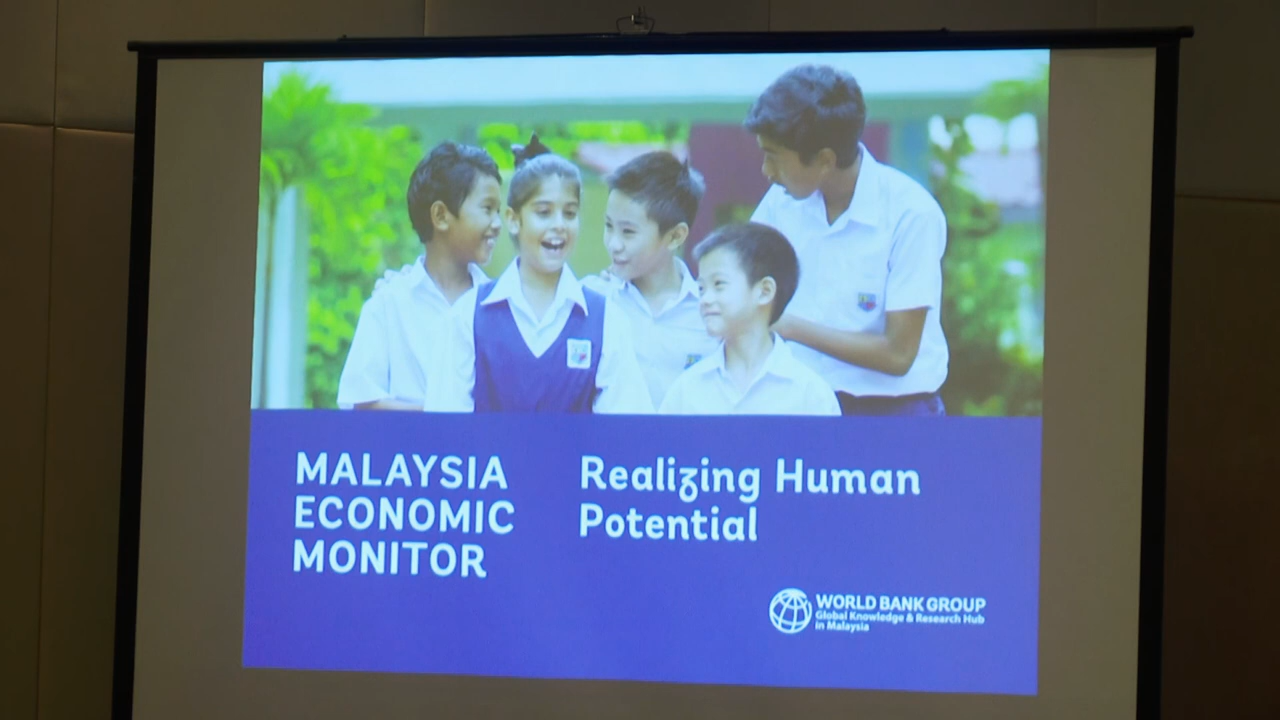 MALAYSIA
ECONOMIC
MONITOR
Realizing Human
Potential
WORLD BANK GROUP
Global Knowledge & Research Hub
in Malaysia